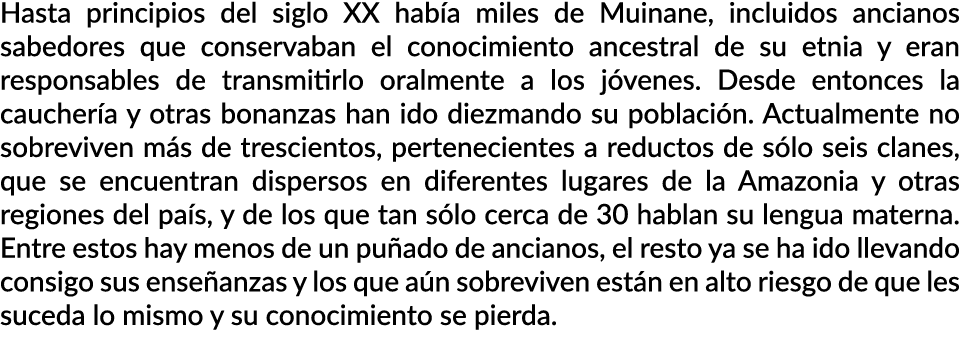 Hasta principios del siglo XX había miles de Muinane, incluidos ancianos
sabedores que conservaban el conocimiento ancestral de su etnia y eran
responsables de transmitirlo oralmente a los jóvenes. Desde entonces la
cauchería y otras bonanzas han ido diezmando su población. Actualmente no
sobreviven más de trescientos, pertenecientes a reductos de sólo seis clanes,
que se encuentran dispersos en diferentes lugares de la Amazonia y otras
regiones del país, y de los que tan sólo cerca de 30 hablan su lengua materna.
Entre estos hay menos de un puñado de ancianos, el resto ya se ha ido llevando
consigo sus enseñanzas y los que aún sobreviven están en alto riesgo de que les
suceda lo mismo y su conocimiento se pierda.